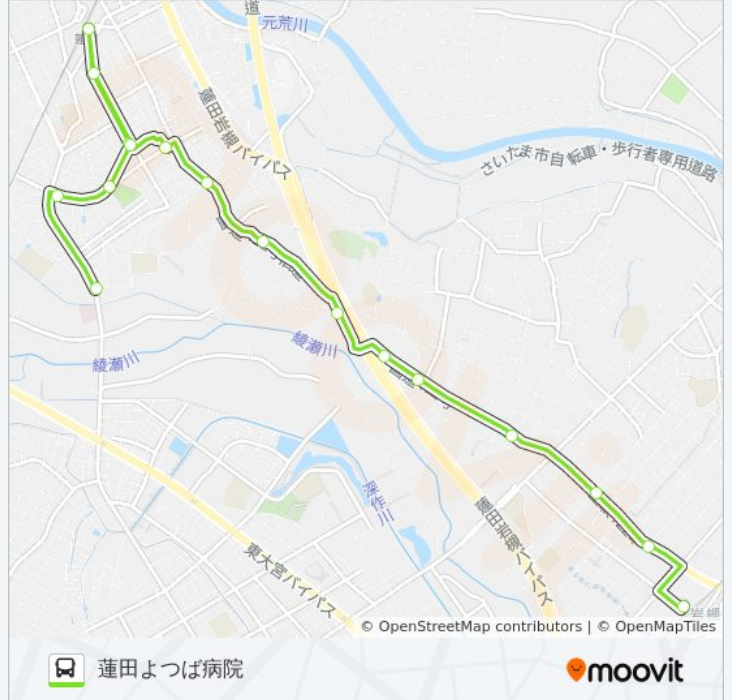 道
元荒川
蓮田岩槻バイパス
さいたま市自転車・歩行者専用道路
綾瀬川
綾瀬川
深作川
蓮田岩槻バイパス
東大宮バイパス
岩槻
© OpenStreetMap contributors | © OpenMapTiles
蓮田よつば病院
moovit